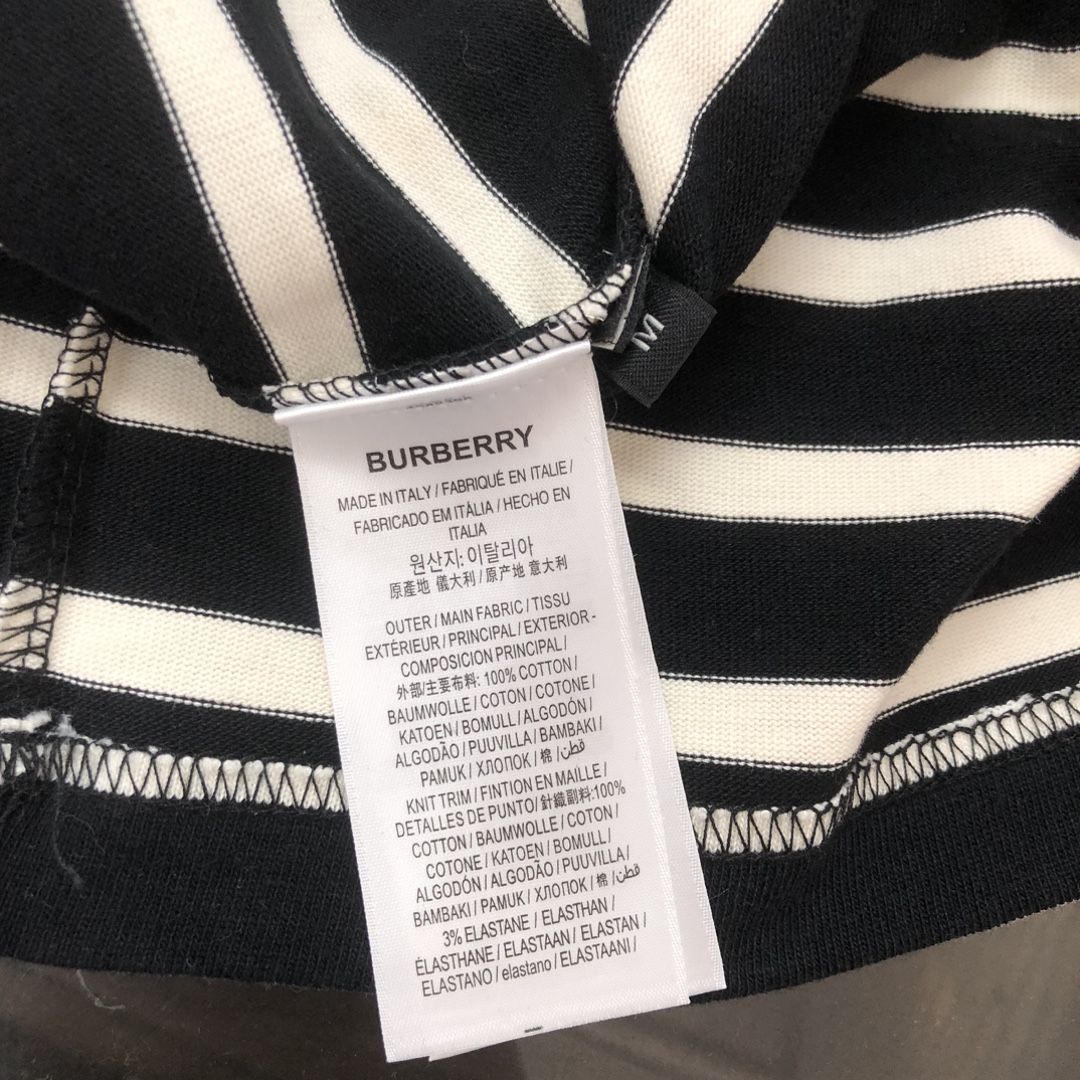 M
BURBERRY
MADE IN ITALY / FABRIQUÉ EN ITALIE /
FABRICADO EM ITÁLIA / HECHO EN
ITALIA
원산지: 이탈리아
原產地 儀大利 / 原产地 意大利
OUTER / MAIN FABRIC / TISSU
EXTÉRIEUR / PRINCIPAL / EXTERIOR -
COMPOSICION PRINCIPAL /
外部/主要布料: 100% COTTON /
BAUMWOLLE / COTON / COTONE /
KATOEN / BOMULL / ALGODÓN /
ALGODÃO / PUUVILLA / BAMBAKI /
PAMUK / ХЛОПОК / 棉 / قطن
KNIT TRIM / FINTION EN MAILLE /
DETALLES DE PUNTO/ 針織副料:100%
COTTON / BAUMWOLLE / COTON /
COTONE / KATOEN / BOMULL /
ALGODÓN / ALGODÃO / PUUVILLA /
BAMBAKI / PAMUK / ХЛОПОК / 棉 / قطن
3% ELASTANE / ELASTHAN /
ÉLASTHANE / ELASTAAN / ELASTAN /
ELASTANO / elastano / ELASTAANI /